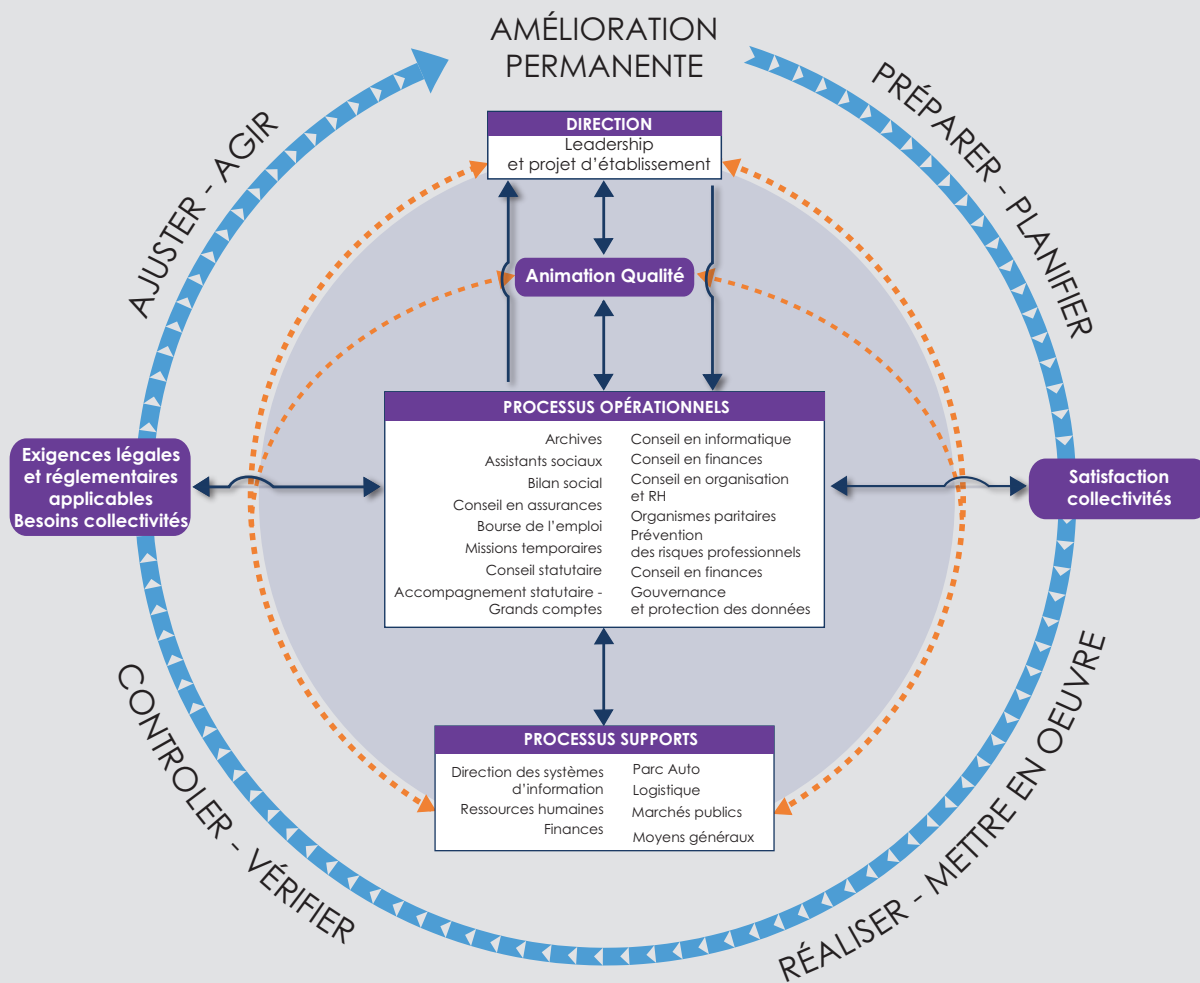 AMÉLIORATION
PERMANENTE
PRÉPARER - PLANIFIER
RÉALISER - METTRE EN OEUVRE
CONTROLER - VÉRIFIER
AJUSTER - AGIR
DIRECTION
Leadership
et projet d'établissement
Animation Qualité
Exigences légales
et réglementaires
applicables
Besoins collectivités
PROCESSUS OPÉRATIONNELS
Archives
Assistants sociaux
Bilan social
Conseil en assurances
Bourse de l'emploi
Missions temporaires
Conseil statutaire
Accompagnement statutaire -
Grands comptes
Conseil en informatique
Conseil en finances
Conseil en organisation
et RH
Organismes paritaires
Prévention
des risques professionnels
Conseil en finances
Gouvernance
et protection des données
Satisfaction
collectivités
PROCESSUS SUPPORTS
Direction des systèmes
d'information
Ressources humaines
Finances
Parc Auto
Logistique
Marchés publics
Moyens généraux